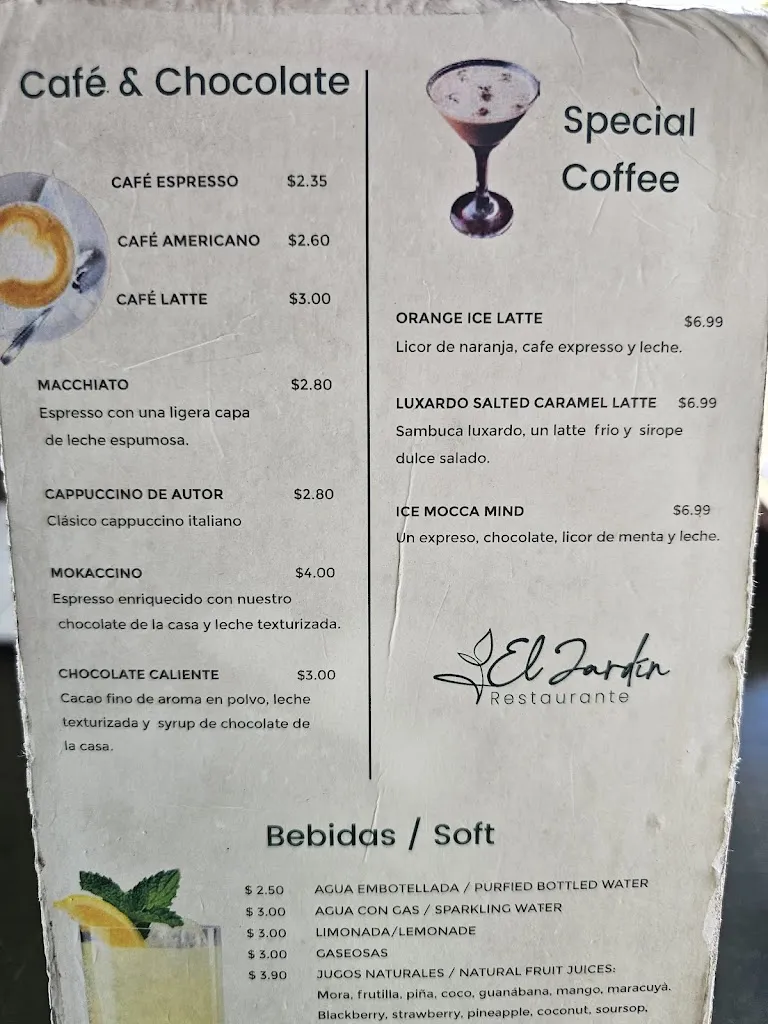 Café & Chocolate
CAFÉ ESPRESSO $2.35
CAFÉ AMERICANO $2.60
CAFÉ LATTE $3.00
MACCHIATO $2.80
Espresso con una ligera capa
de leche espumosa.
CAPPUCCINO DE AUTOR $2.80
Clásico cappuccino italiano
MOKACCINO $4.00
Espresso enriquecido con nuestro
chocolate de la casa y leche texturizada.
CHOCOLATE CALIENTE $3.00
Cacao fino de aroma en polvo, leche
texturizada y syrup de chocolate de
la casa.
Special
Coffee
ORANGE ICE LATTE $6.99
Licor de naranja, cafe expresso y leche.
LUXARDO SALTED CARAMEL LATTE $6.99
Sambuca luxardo, un latte frio y sirope
dulce salado.
ICE MOCCA MIND $6.99
Un expreso, chocolate, licor de menta y leche.
El Jardín
Restaurante
Bebidas / Soft
$ 2.50 AGUA EMBOTELLADA / PURFIED BOTTLED WATER
$ 3.00 AGUA CON GAS / SPARKLING WATER
$ 3.00 LIMONADA/LEMONADE
$ 3.00 GASEOSAS
$ 3.90 JUGOS NATURALES / NATURAL FRUIT JUICES:
Mora, frutilla, piña, coco, guanábana, mango, maracuyá.
Blackberry, strawberry, pineapple, coconut, soursop,